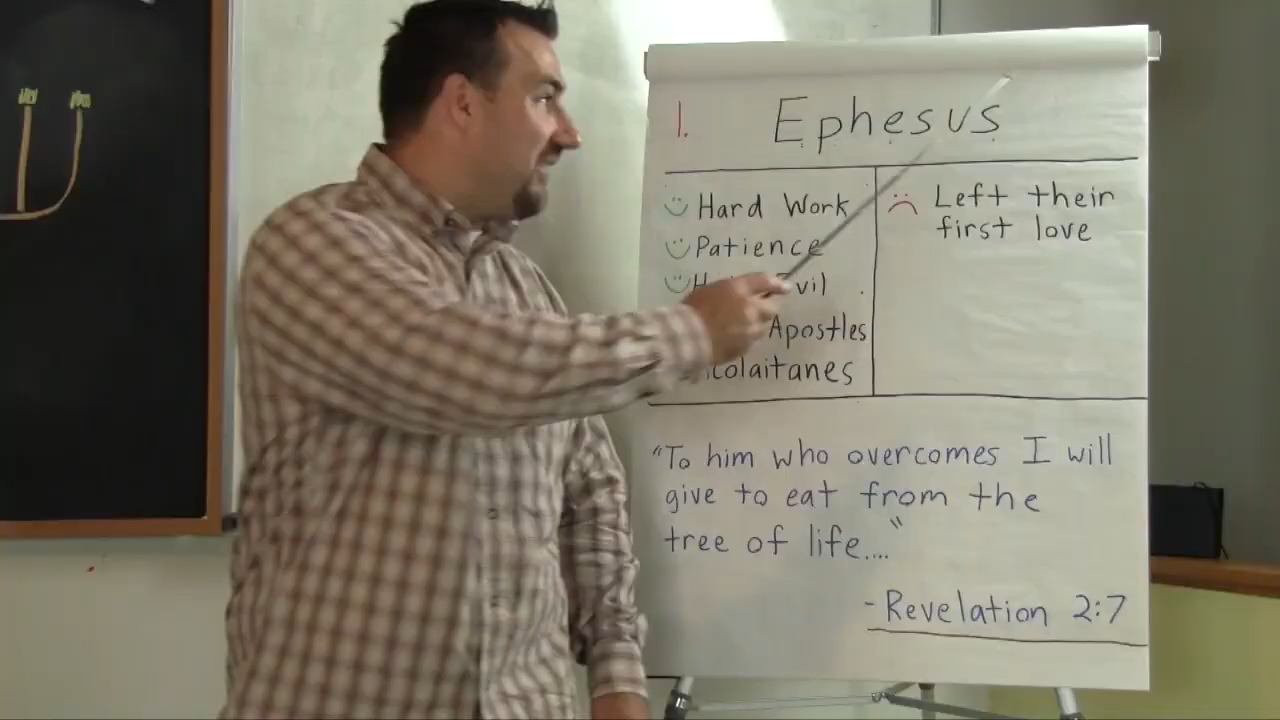 1. Ephesus
Hard Work
Patience
Evil
Apostles
Left their
first love
"To him who overcomes I will
give to eat from the
tree of life...."
-Revelation 2:7